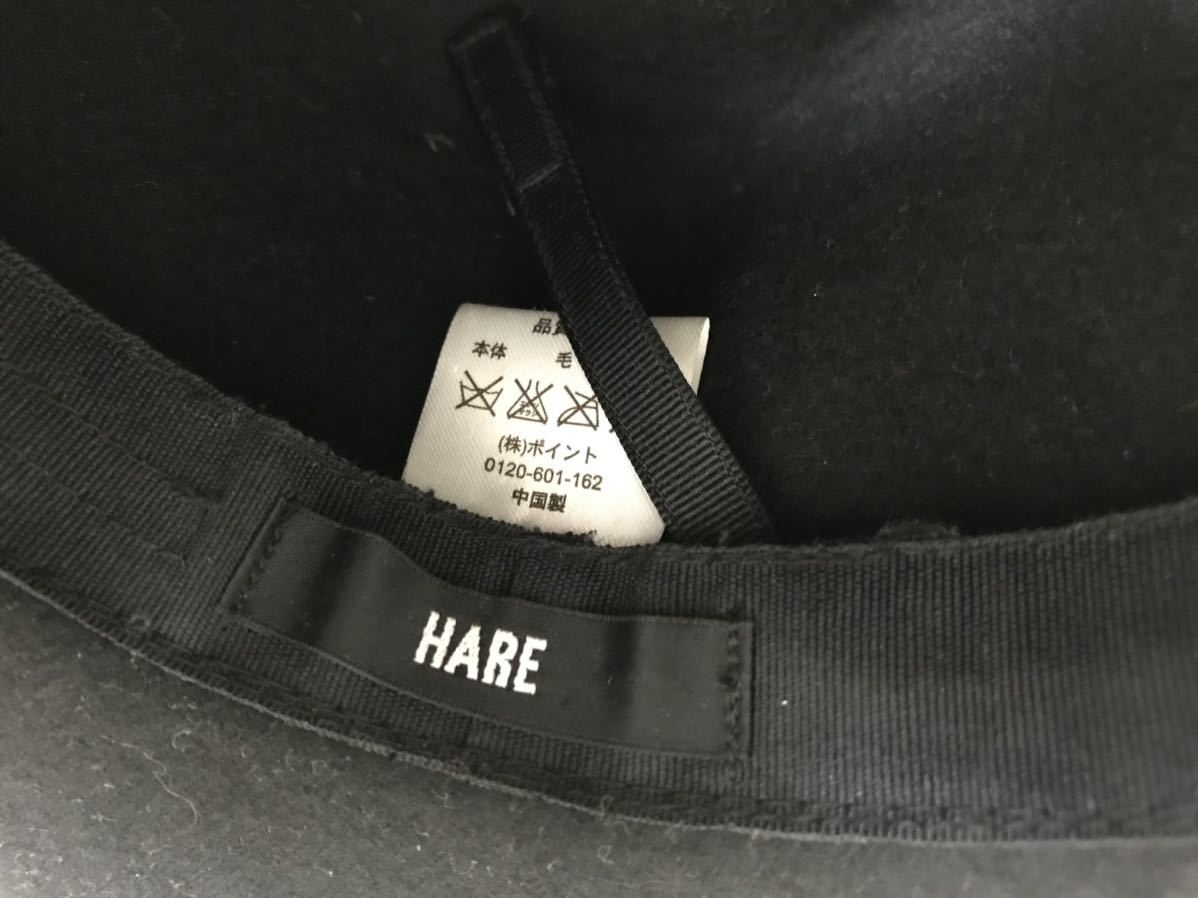 品質
本体 毛
(株)ポイント
0120-601-162
中国製
HARE